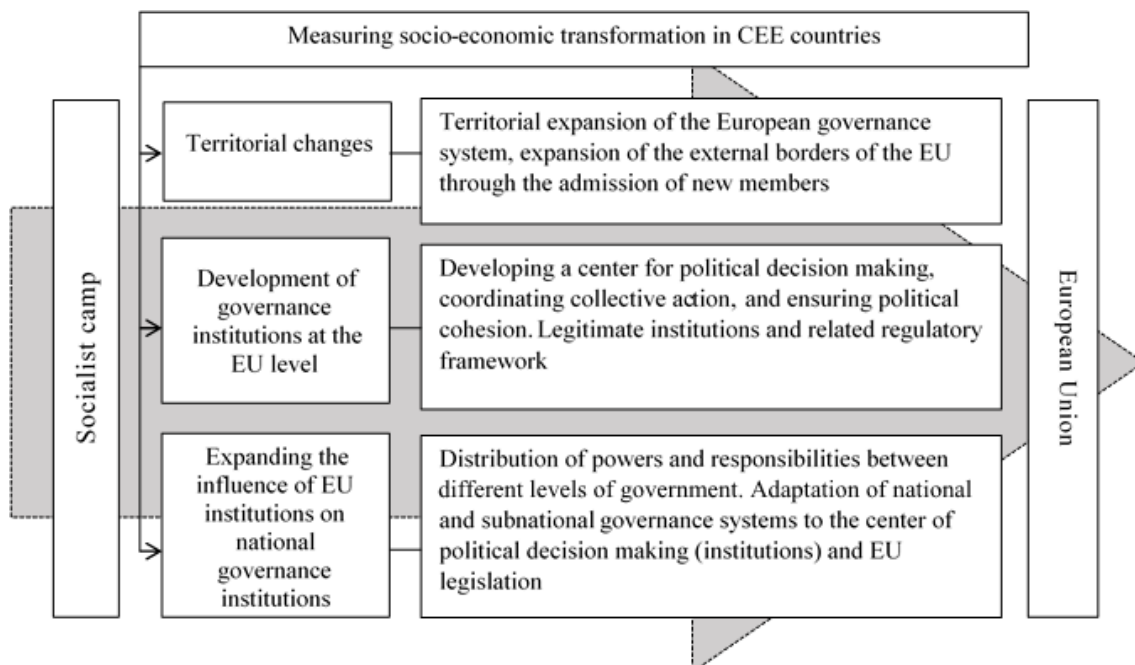 Measuring socio-economic transformation in CEE countries
Socialist camp
Territorial changes
Territorial expansion of the European governance
system, expansion of the external borders of the EU
through the admission of new members
Development of
governance
institutions at the
EU level
Developing a center for political decision making,
coordinating collective action, and ensuring political
cohesion. Legitimate institutions and related regulatory
framework
Expanding the
influence of EU
institutions on
national
governance
institutions
Distribution of powers and responsibilities between
different levels of government. Adaptation of national
and subnational governance systems to the center of
political decision making (institutions) and EU
legislation
European Union